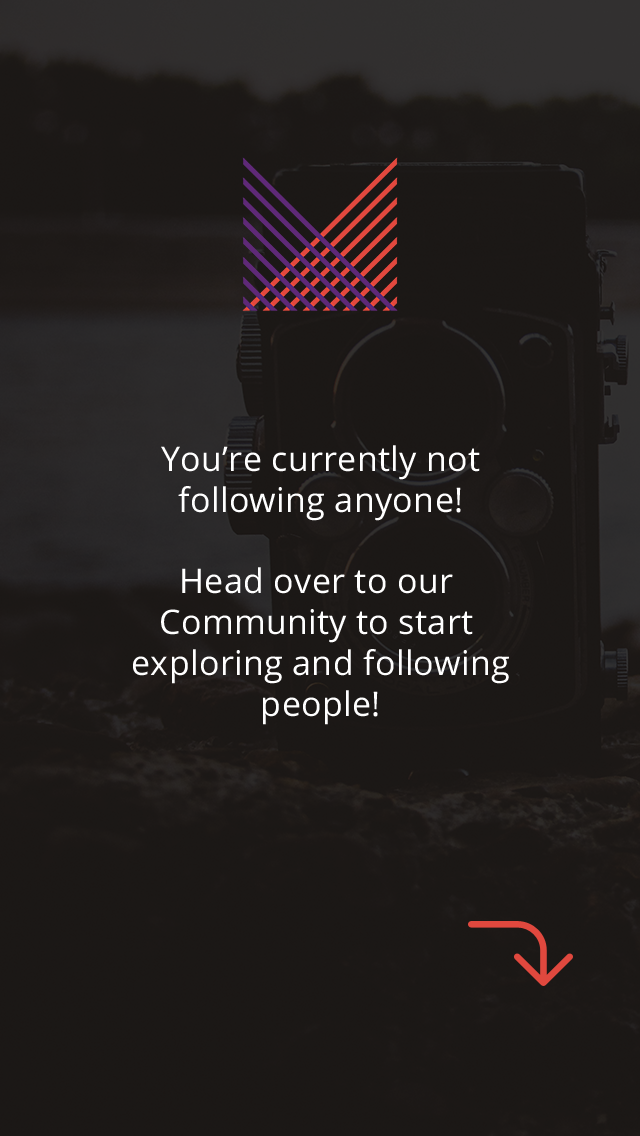 You’re currently not
following anyone!
Head over to our
Community to start
exploring and following
people!